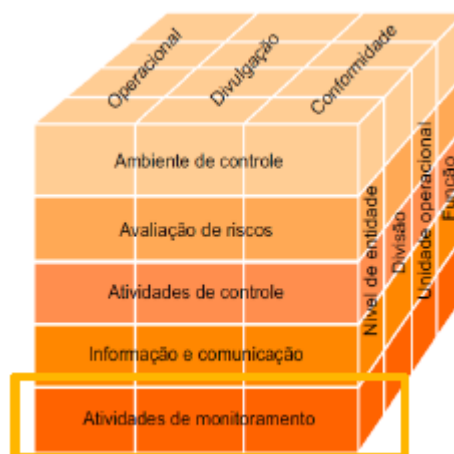 Operacional
Divulgação
Conformidade
Ambiente de controle
Avaliação de riscos
Atividades de controle
Informação e comunicação
Atividades de monitoramento
Nível de entidade
Divisão
Unidade operacional
Função